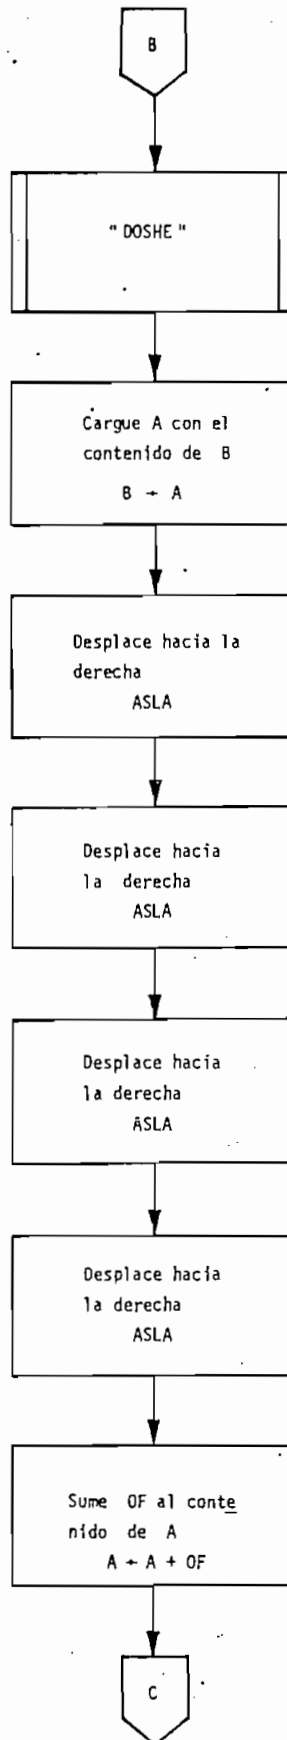 B
" DOSHE "
Cargue A con el
contenido de B
B → A
Desplace hacia la
derecha
ASLA
Desplace hacia
la derecha
ASLA
Desplace hacia
la derecha
ASLA
Desplace hacia
la derecha
ASLA
Sume OF al conte
nido de A
A ← A + OF
C